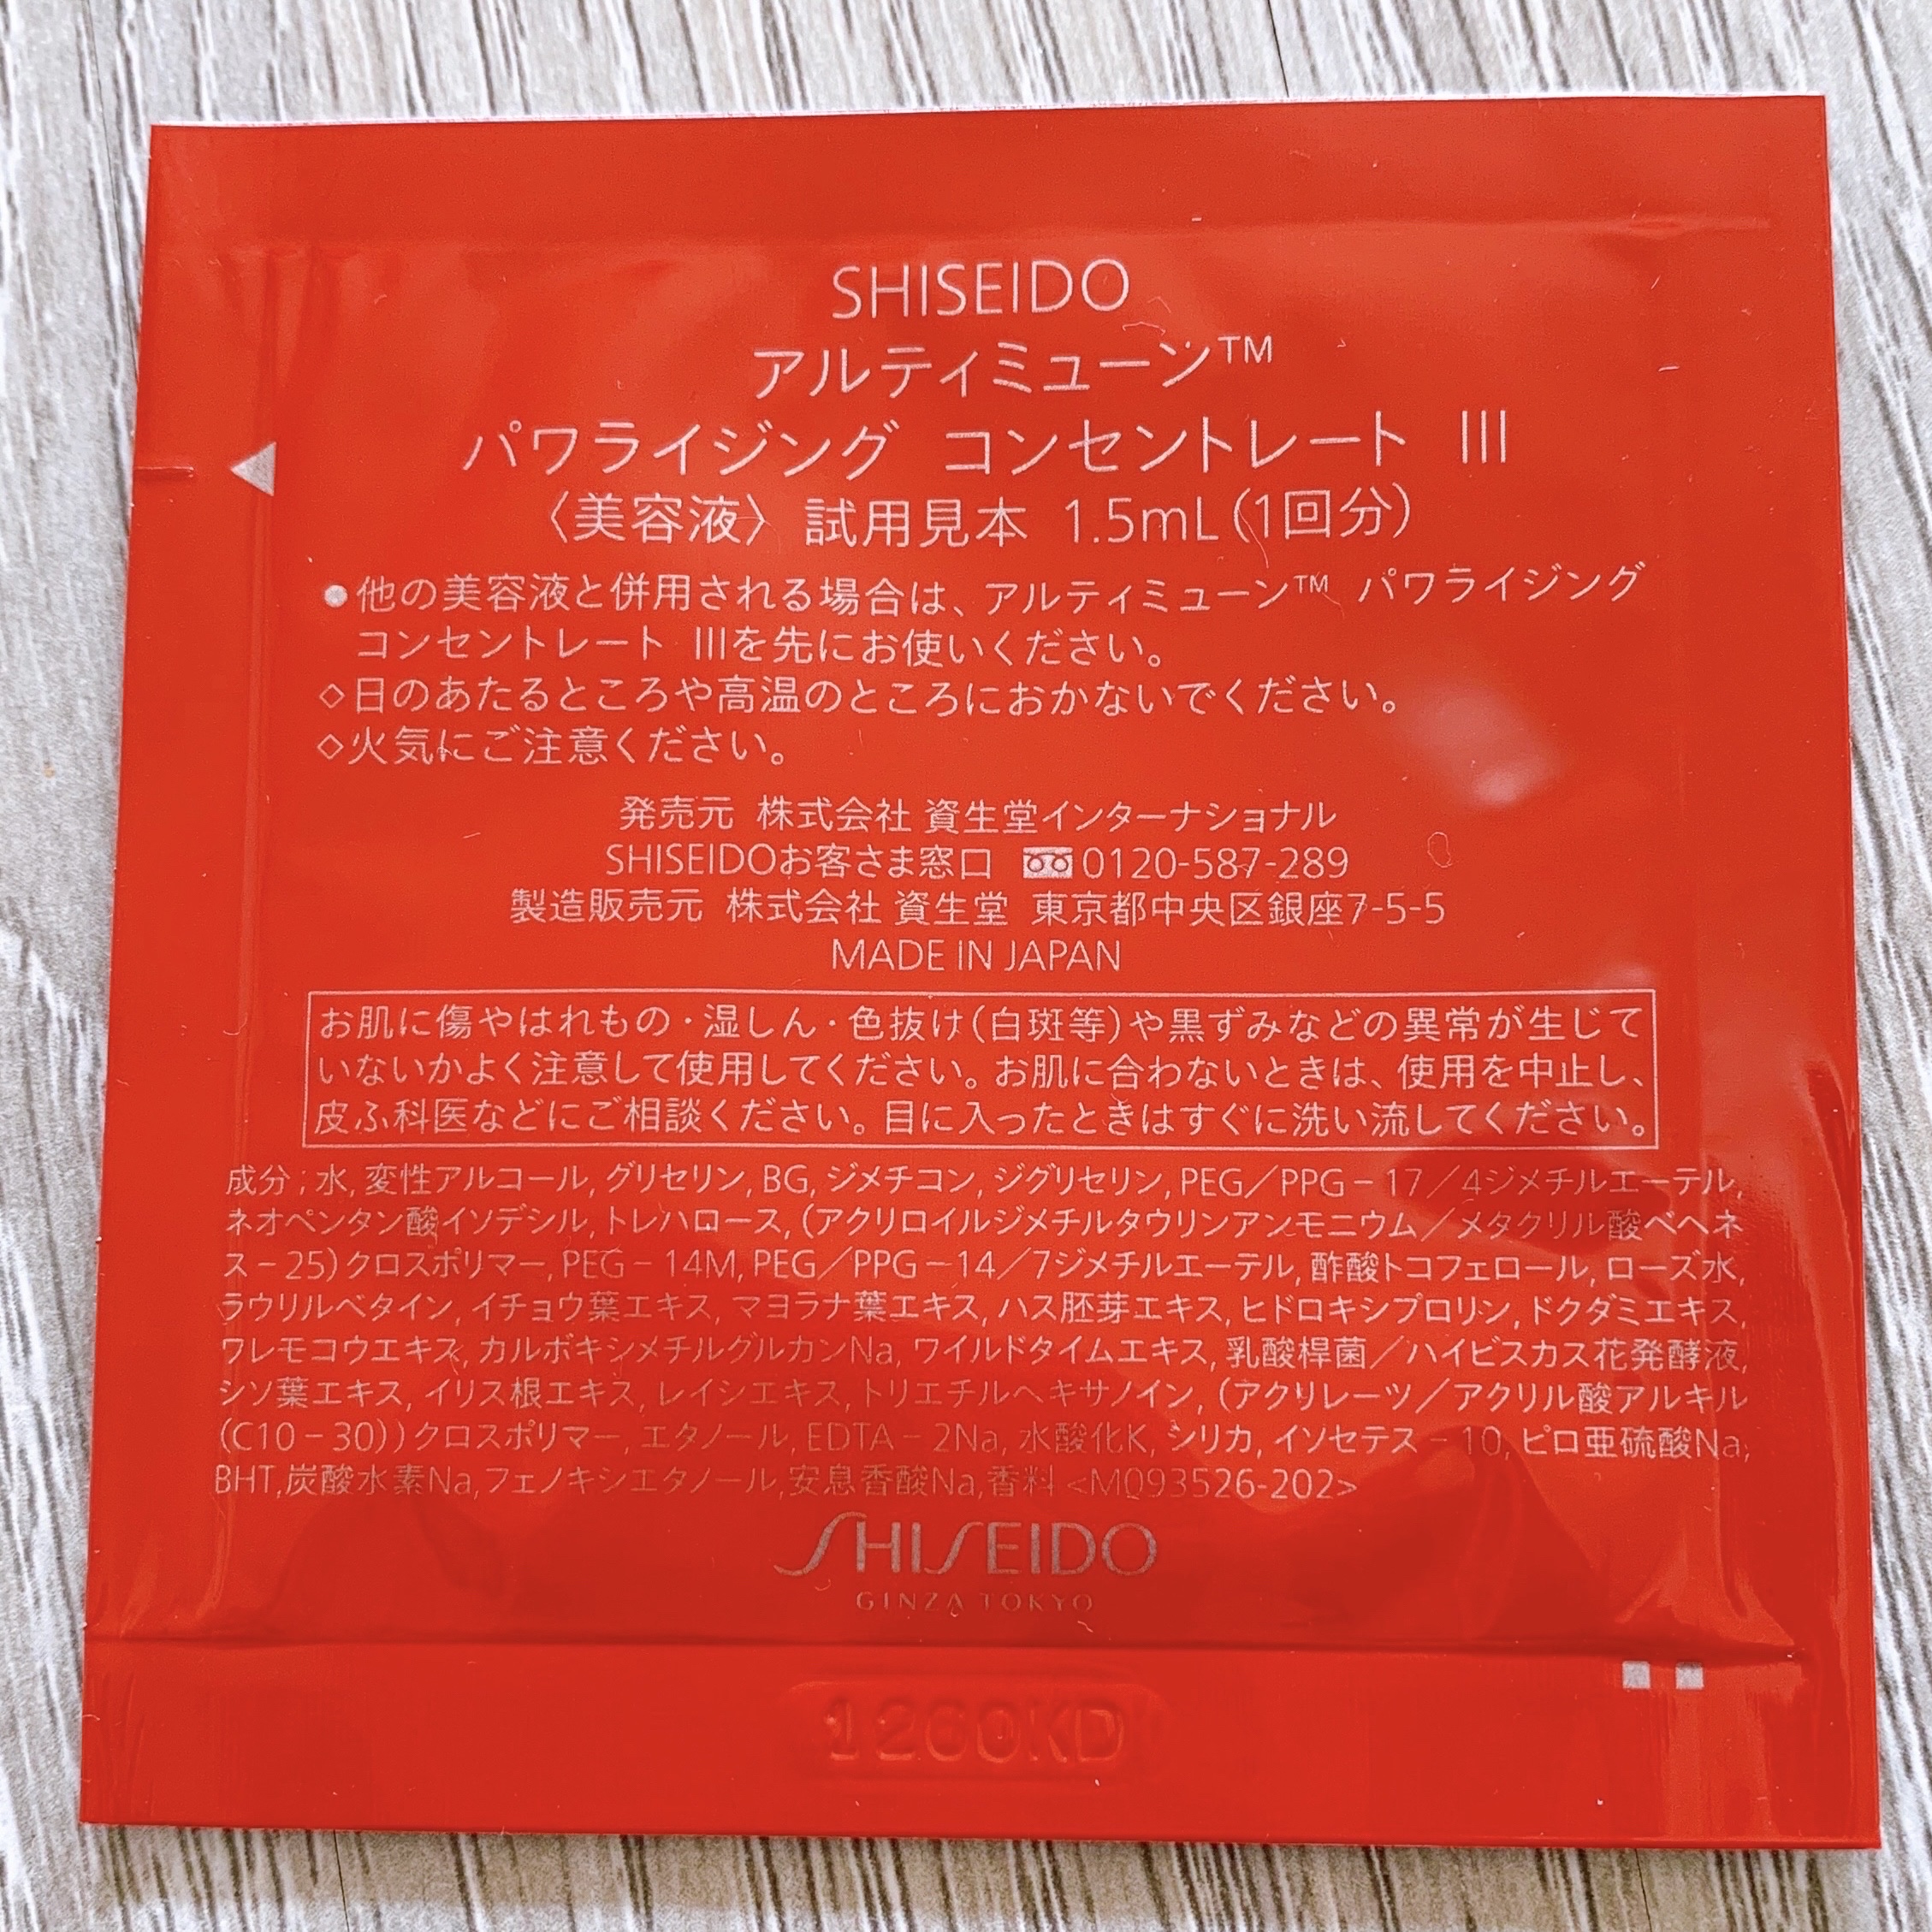 SHISEIDO
アルティミューン™
パワライジング コンセントレート III
〈美容液〉 試用見本 1.5mL(1回分)
●他の美容液と併用される場合は、アルティミューン™ パワライジング
コンセントレート IIIを先にお使いください。
◇日のあたるところや高温のところにおかないでください。
◇火気にご注意ください。
発売元 株式会社 資生堂インターナショナル
SHISEIDOお客さま窓口 0120-587-289
製造販売元 株式会社 資生堂 東京都中央区銀座7-5-5
MADE IN JAPAN
お肌に傷やはれもの・湿しん・色抜け(白斑等)や黒ずみなどの異常が生じて
いないかよく注意して使用してください。お肌に合わないときは、使用を中止し、
皮ふ科医などにご相談ください。目に入ったときはすぐに洗い流してください。
成分；水, 変性アルコール, グリセリン, BG, ジメチコン, ジグリセリン, PEG／PPG－17／4ジメチルエーテル,
ネオペンタン酸イソデシル, トレハロース, (アクリロイルジメチルタウリンアンモニウム／メタクリル酸ベヘネ
ス－25)クロスポリマー, PEG－14M, PEG／PPG－14／7ジメチルエーテル, 酢酸トコフェロール, ローズ水,
ラウリルベタイン, イチョウ葉エキス, マヨラナ葉エキス, ハス胚芽エキス, ヒドロキシプロリン, ドクダミエキス,
ワレモコウエキス, カルボキシメチルグルカンNa, ワイルドタイムエキス, 乳酸桿菌／ハイビスカス花発酵液,
シソ葉エキス, イリス根エキス, レイシエキス, トリエチルヘキサノイン, (アクリレーツ／アクリル酸アルキル
(C10－30))クロスポリマー, エタノール, EDTA－2Na, 水酸化K, シリカ, イソセテス－10, ピロ亜硫酸Na,
BHT, 炭酸水素Na, フェノキシエタノール, 安息香酸Na, 香料 <MQ93526-202>
SHISEIDO
GINZA TOKYO
1260KD